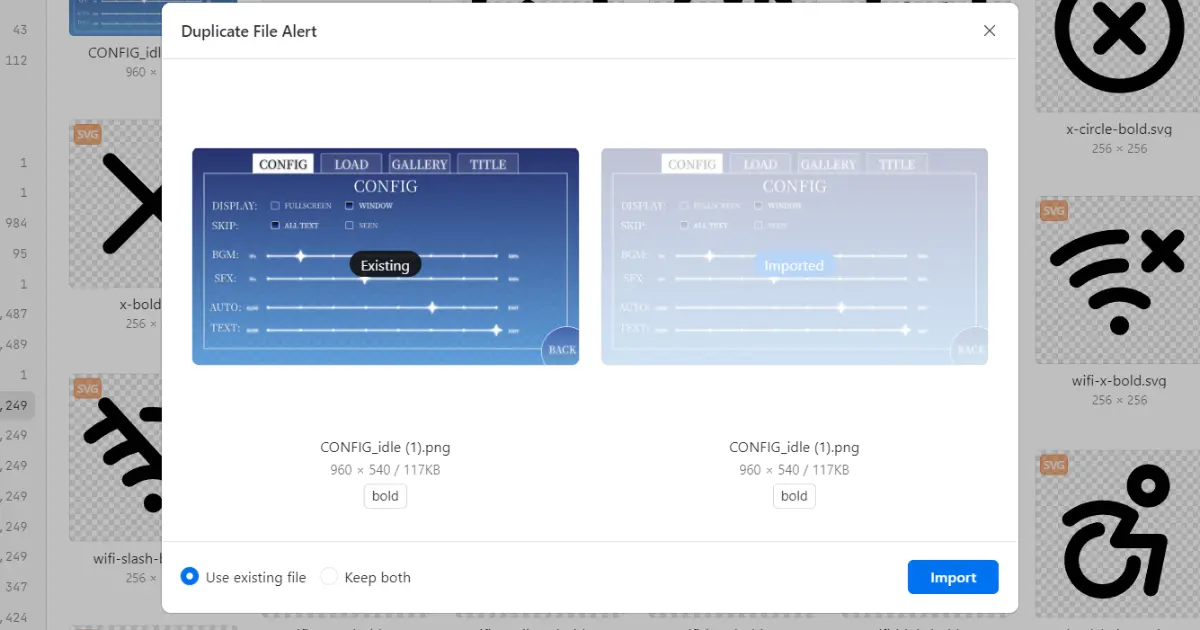 43
112
1
1
984
95
1
,487
,489
1
,249
,249
,249
,249
,249
,249
347
,424
CONFIG_idl
960 ×
SVG
x-bold
256 ×
SVG
wifi-slash-b
256 ×
Duplicate File Alert
CONFIG LOAD GALLERY TITLE
CONFIG
DISPLAY: FULLSCREEN WINDOW
SKIP: ALL TEXT SEEN
BGM:
Existing
SFX:
AUTO:
TEXT:
BACK
CONFIG LOAD GALLERY TITLE
CONFIG
DISPLAY: FULLSCREEN WINDOW
SKIP: ALL TEXT SEEN
BGM:
Imported
SFX:
AUTO:
TEXT:
BACK
CONFIG_idle (1).png
960 × 540 / 117KB
bold
CONFIG_idle (1).png
960 × 540 / 117KB
bold
Use existing file Keep both
Import
x-circle-bold.svg
256 × 256
SVG
wifi-x-bold.svg
256 × 256
SVG